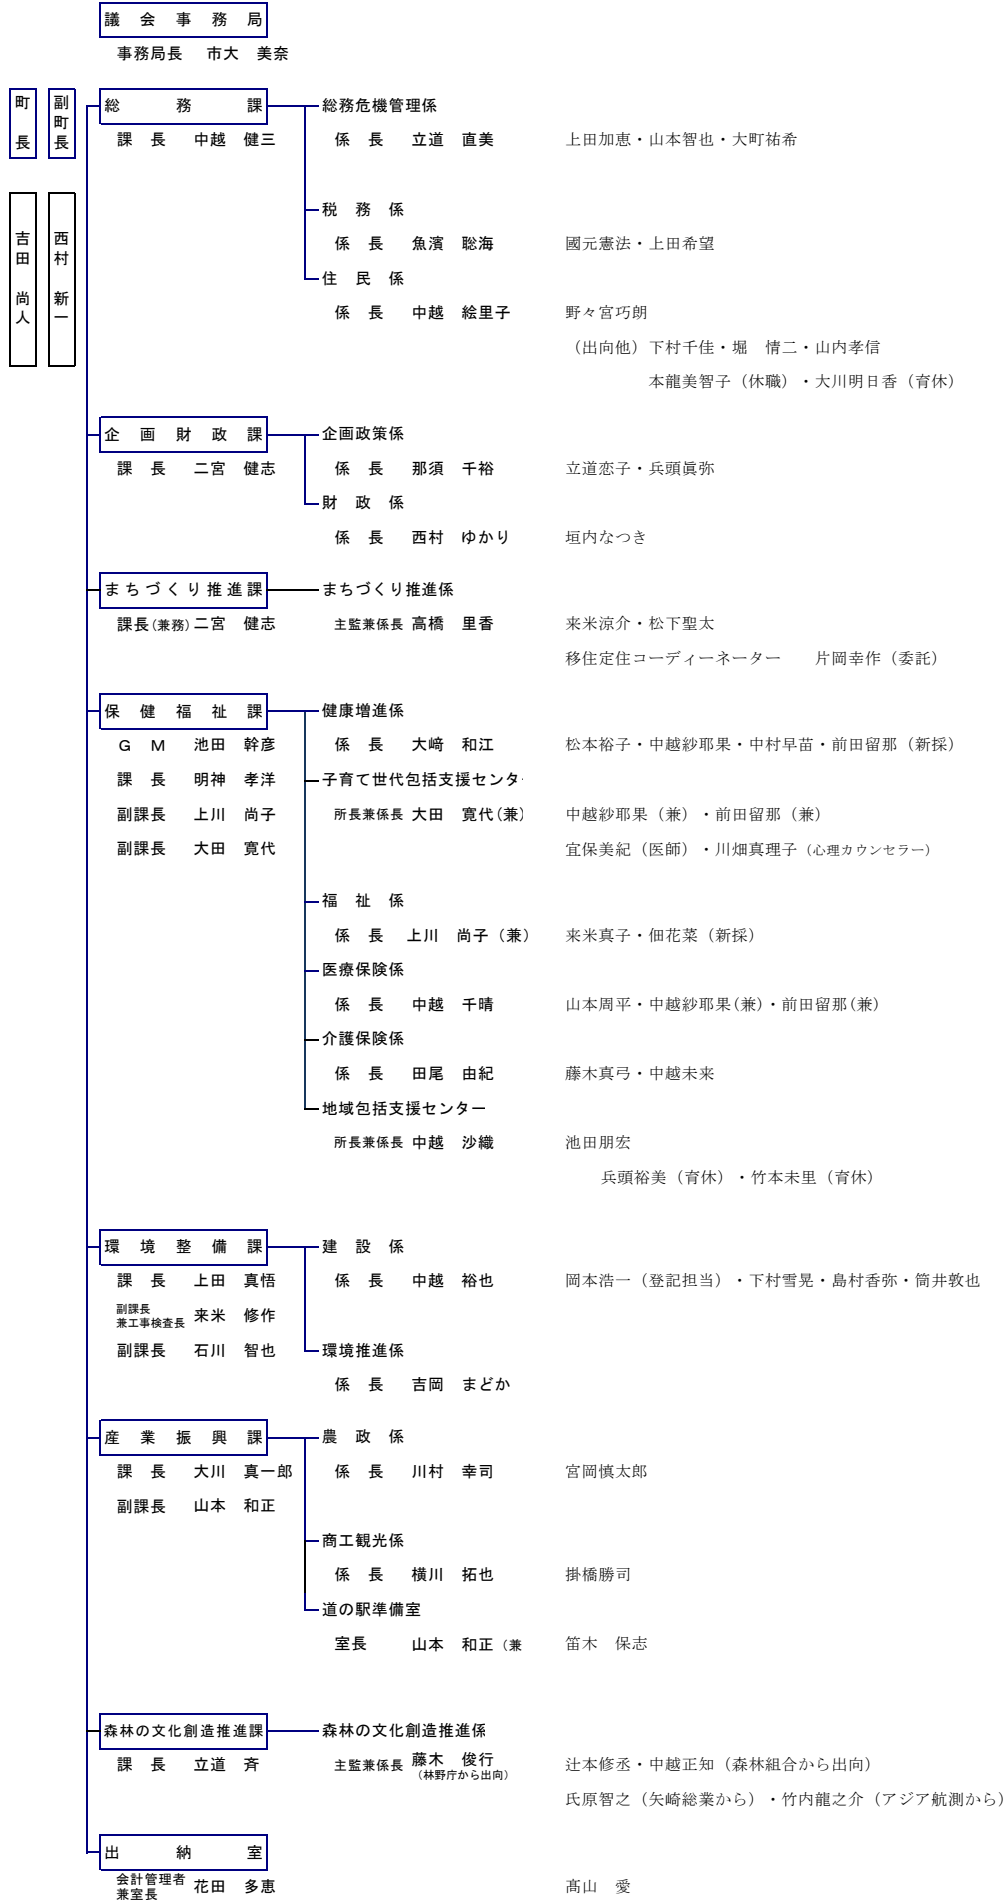 議会事務局
事務局長　市大　美奈
町長
副町長
吉田　尚人
西村　新一
総務課　総務危機管理係
課　長　中越　健三　係　長　立道　直美　上田加恵・山本智也・大町祐希
税　務　係
係　長　魚濱　聡海　國元憲法・上田希望
住　民　係
係　長　中越　絵里子　野々宮巧朗
（出向他）下村千佳・堀　情二・山内孝信
本龍美智子（休職）・大川明日香（育休）
企画財政課　企画政策係
課　長　二宮　健志　係　長　那須　千裕　立道恋子・兵頭眞弥
財　政　係
係　長　西村　ゆかり　垣内なつき
まちづくり推進課　まちづくり推進係
課長(兼務)　二宮　健志　主監兼係長　高橋　里香　来米涼介・松下聖太
移住定住コーディーネーター　片岡幸作（委託）
保健福祉課　健康増進係
Ｇ　Ｍ　池田　幹彦　係　長　大﨑　和江　松本裕子・中越紗耶果・中村早苗・前田留那（新採）
課　長　明神　孝洋　子育て世代包括支援センタ
副課長　上川　尚子　所長兼係長　大田　寛代(兼)　中越紗耶果（兼）・前田留那（兼）
副課長　大田　寛代　宜保美紀（医師）・川畑真理子（心理カウンセラー）
福　祉　係
係　長　上川　尚子（兼）　来米真子・佃花菜（新採）
医療保険係
係　長　中越　千晴　山本周平・中越紗耶果(兼)・前田留那(兼)
介護保険係
係　長　田尾　由紀　藤木真弓・中越未来
地域包括支援センター
所長兼係長　中越　沙織　池田朋宏
兵頭裕美（育休）・竹本未里（育休）
環境整備課　建　設　係
課　長　上田　真悟　係　長　中越　裕也　岡本浩一（登記担当）・下村雪晃・島村香弥・筒井敦也
副課長
兼工事検査長　来米　修作
副課長　石川　智也　環境推進係
係　長　吉岡　まどか
産業振興課　農　政　係
課　長　大川　真一郎　係　長　川村　幸司　宮岡慎太郎
副課長　山本　和正
商工観光係
係　長　横川　拓也　掛橋勝司
道の駅準備室
室長　山本　和正（兼　笛木　保志
森林の文化創造推進課　森林の文化創造推進係
課　長　立道　斉　主監兼係長　藤木　俊行　辻本修丞・中越正知（森林組合から出向）
（林野庁から出向）
氏原智之（矢崎総業から）・竹内龍之介（アジア航測から）
出納室
会計管理者
兼室長　花田　多恵　髙山　愛